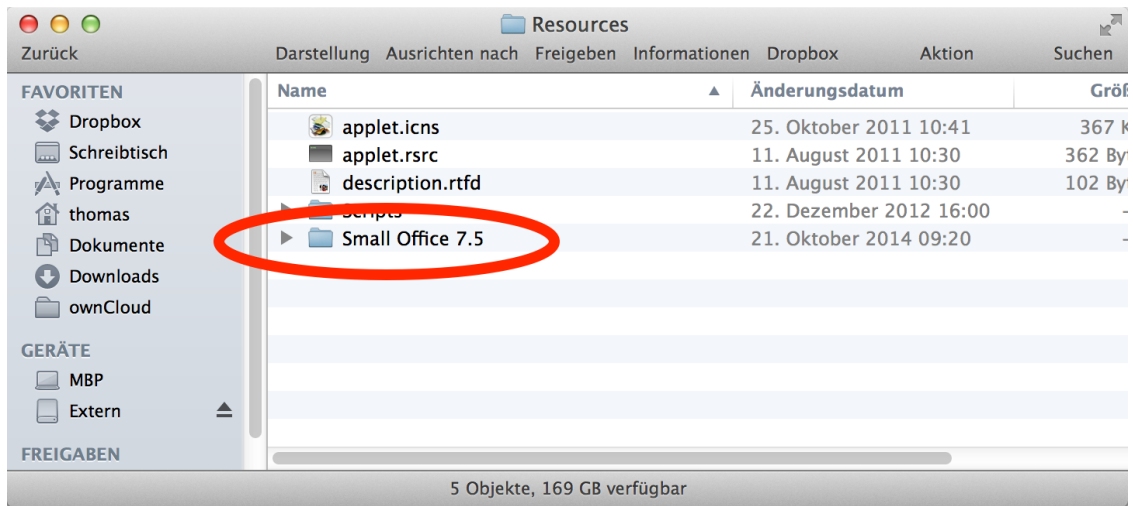 Resources
Zurück Darstellung Ausrichten nach Freigeben Informationen Dropbox Aktion Suchen
FAVORITEN
Dropbox
Schreibtisch
Programme
thomas
Dokumente
Downloads
ownCloud
GERÄTE
MBP
Extern
FREIGABEN
Name Änderungsdatum
applet.icns 25. Oktober 2011 10:41 367 K
applet.rsrc 11. August 2011 10:30 362 By
description.rtfd 11. August 2011 10:30 102 By
Scripts 22. Dezember 2012 16:00 -
Small Office 7.5 21. Oktober 2014 09:20 -
5 Objekte, 169 GB verfügbar